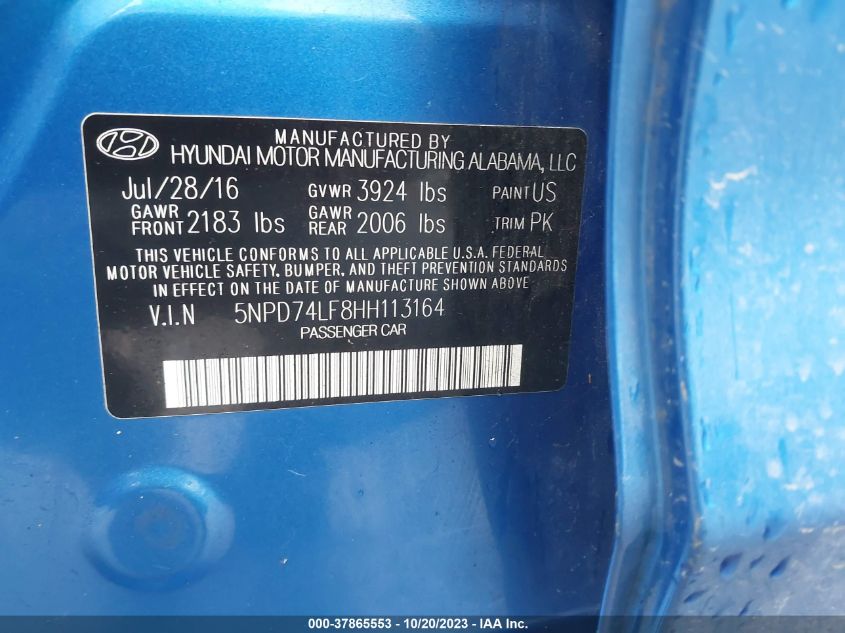 MANUFACTURED BY
HYUNDAI MOTOR MANUFACTURING ALABAMA, LLC
Jul/28/16 GVWR 3924 lbs PAINT US
GAWR FRONT 2183 lbs GAWR REAR 2006 lbs TRIM PK
THIS VEHICLE CONFORMS TO ALL APPLICABLE U.S.A. FEDERAL
MOTOR VEHICLE SAFETY, BUMPER, AND THEFT PREVENTION STANDARDS
IN EFFECT ON THE DATE OF MANUFACTURE SHOWN ABOVE
V.I.N 5NPD74LF8HH113164
PASSENGER CAR
000-37865553 - 10/20/2023 - IAAI.com.